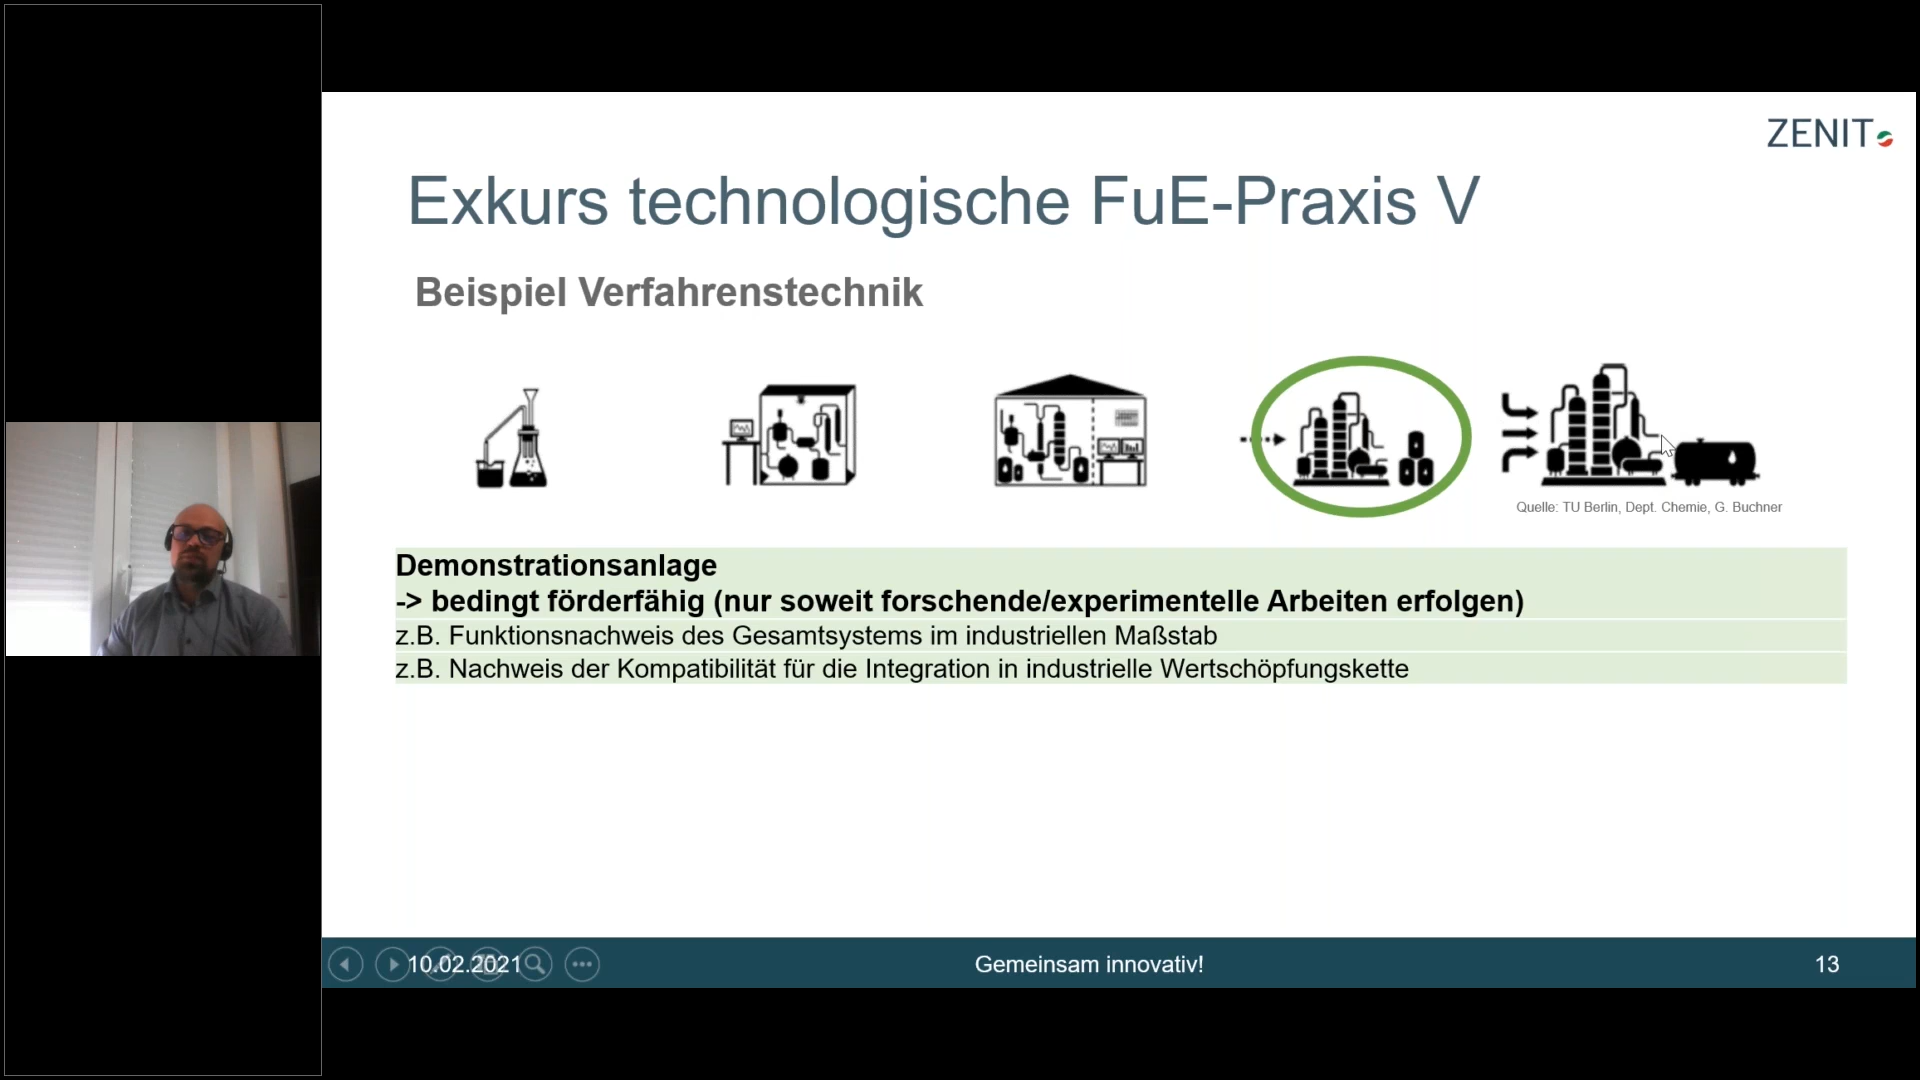 ZENIT
Exkurs technologische FuE-Praxis V
Beispiel Verfahrenstechnik
Quelle: TU Berlin, Dept. Chemie, G. Buchner
Demonstrationsanlage
-> bedingt förderfähig (nur soweit forschende/experimentelle Arbeiten erfolgen)
z.B. Funktionsnachweis des Gesamtsystems im industriellen Maßstab
z.B. Nachweis der Kompatibilität für die Integration in industrielle Wertschöpfungskette
10.02.2021
Gemeinsam innovativ!
13